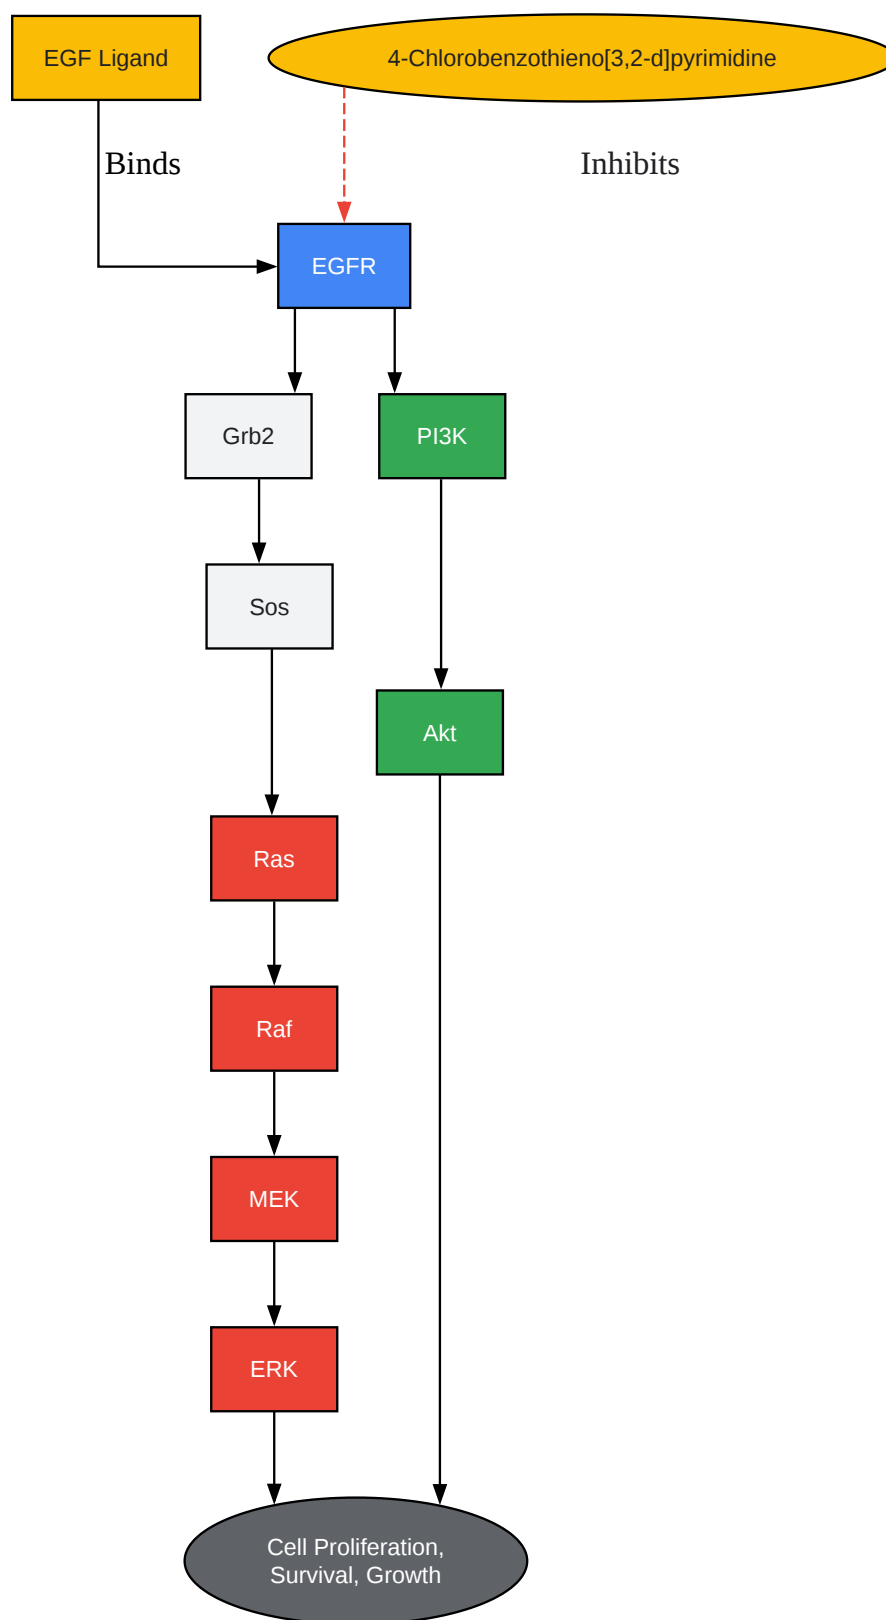 EGF Ligand
4-Chlorobenzothieno[3,2-d]pyrimidine
Binds
Inhibits
EGFR
Grb2
PI3K
Sos
Akt
Ras
Raf
MEK
ERK
Cell Proliferation,
Survival, Growth